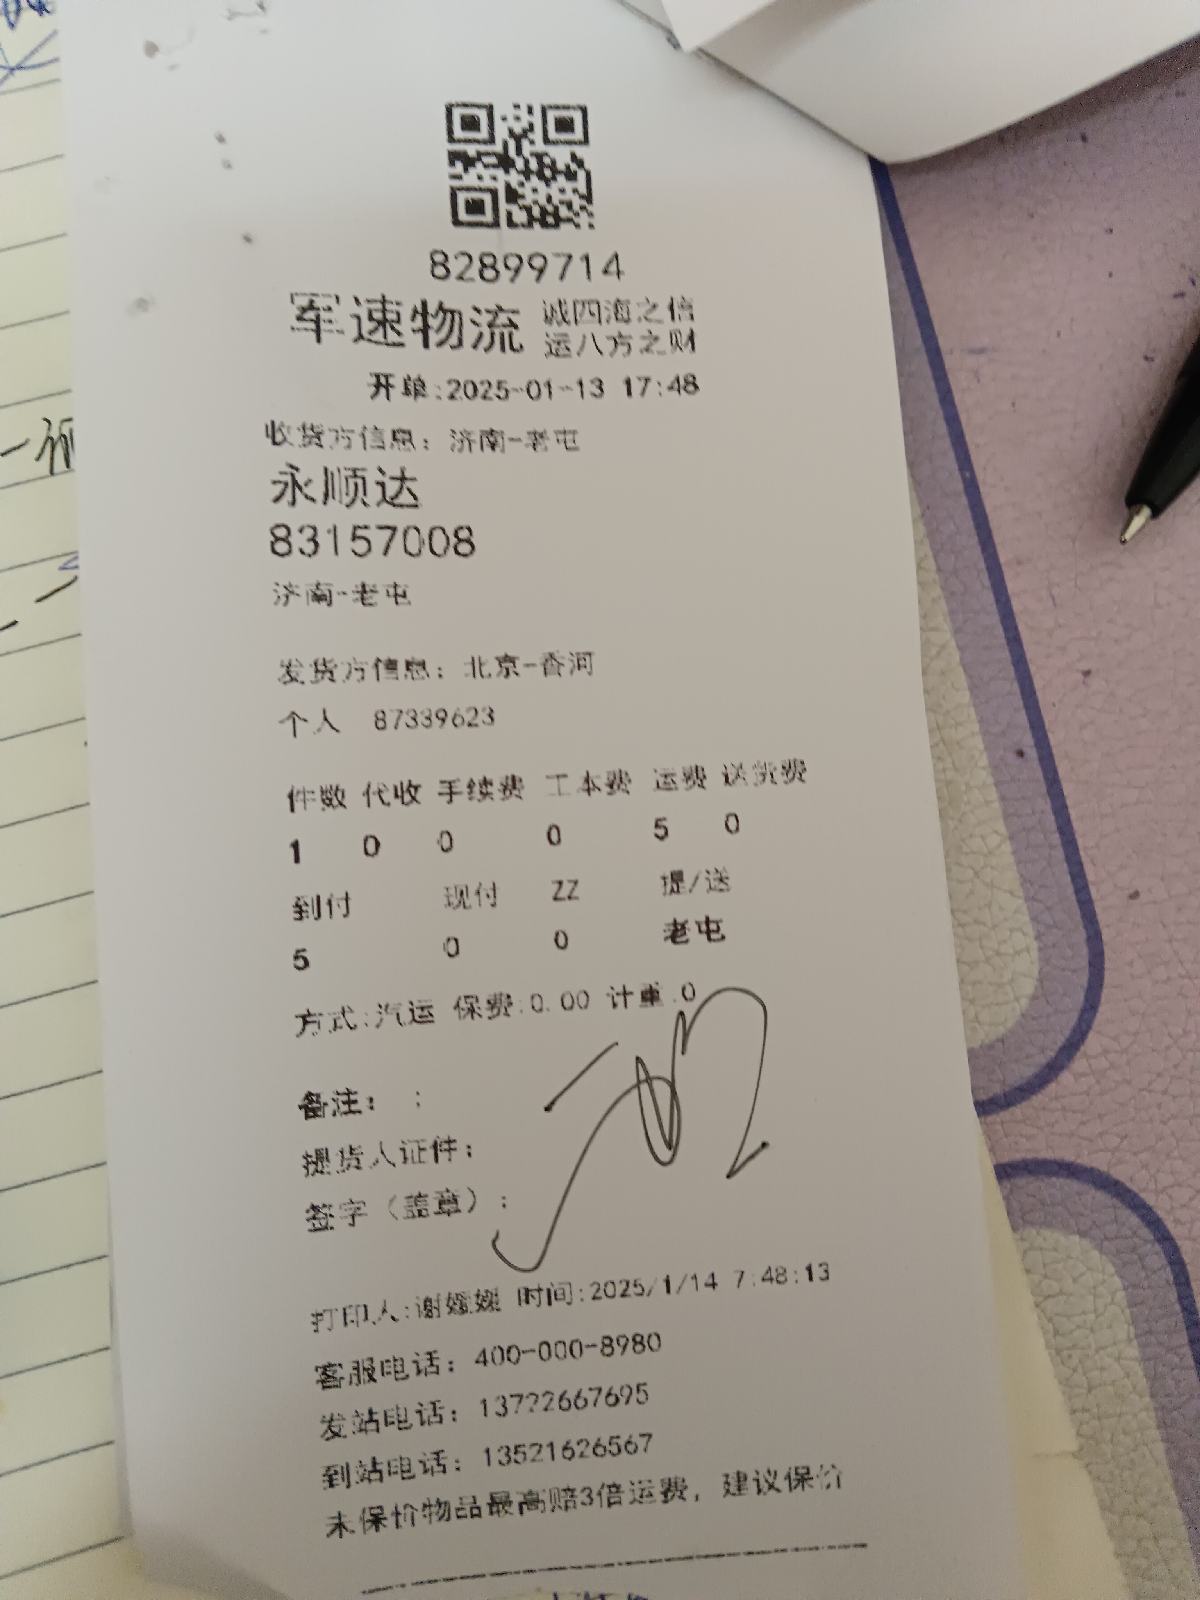 82899714
军速物流 诚四海之信
运八方之财
开单:2025-01-13 17:48
收货方信息: 济南-老屯
永顺达
83157008
济南-老屯
发货方信息: 北京-香河
个人 87339623
件数 代收 手续费 工本费 运费 送货费
1 0 0 0 5 0
到付 现付 ZZ 提/送
5 0 0 老屯
方式:汽运 保费:0.00 计重:0
备注: :
提货人证件:
签字（盖章）:
打印人:谢媛媛 时间:2025/1/14 7:48:13
客服电话: 400-000-8980
发站电话: 13722667695
到站电话: 13521626567
未保价物品最高赔3倍运费, 建议保价